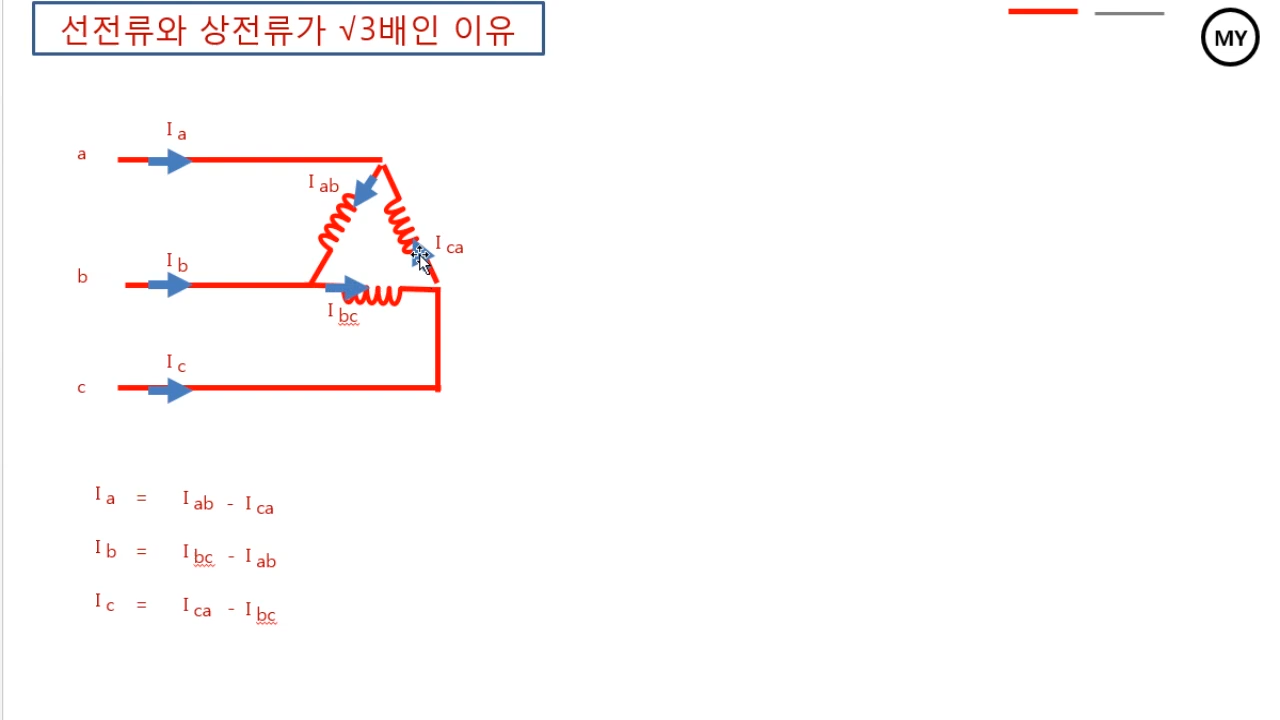 선전류와 상전류가 √3배인 이유
MY
I a
a
I ab
I ca
I b
b
I bc
I c
c
I a = I ab - I ca
I b = I bc - I ab
I c = I ca - I bc